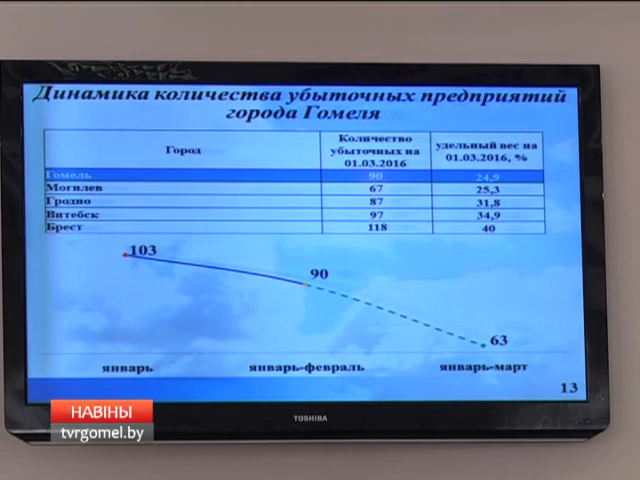 Динамика количества убыточных предприятий
города Гомеля
Город
Количество
убыточных на
01.03.2016
удельный вес на
01.03.2016, %
Гомель 90 24,9
Могилев 67 25,3
Гродно 87 31,8
Витебск 97 34,9
Брест 118 40
103
90
63
январь январь-февраль январь-март
13
НАВІНЫ
tvrgomel.by
TOSHIBA